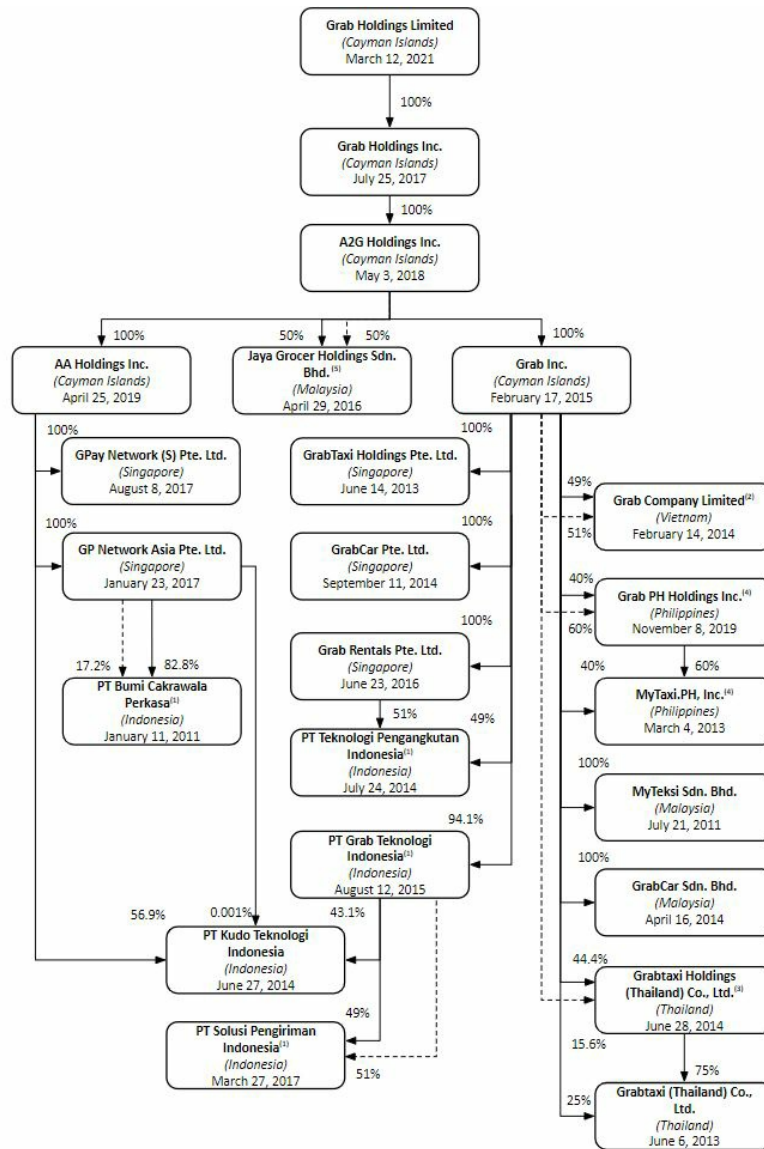 Grab Holdings Limited
(Cayman Islands)
March 12, 2021
100%
Grab Holdings Inc.
(Cayman Islands)
July 25, 2017
100%
A2G Holdings Inc.
(Cayman Islands)
May 3, 2018
100%
50%
50%
100%
AA Holdings Inc.
(Cayman Islands)
April 25, 2019
Jaya Grocer Holdings Sdn.
Bhd. (5)
(Malaysia)
April 29, 2016
Grab Inc.
(Cayman Islands)
February 17, 2015
100%
GPay Network (S) Pte. Ltd.
(Singapore)
August 8, 2017
100%
GP Network Asia Pte. Ltd.
(Singapore)
January 23, 2017
17.2%
82.8%
PT Bumi Cakrawala
Perkasa(1)
(Indonesia)
January 11, 2011
100%
GrabTaxi Holdings Pte. Ltd.
(Singapore)
June 14, 2013
100%
GrabCar Pte. Ltd.
(Singapore)
September 11, 2014
100%
Grab Rentals Pte. Ltd.
(Singapore)
June 23, 2016
51%
49%
PT Teknologi Pengangkutan
Indonesia(1)
(Indonesia)
July 24, 2014
94.1%
PT Grab Teknologi
Indonesia(1)
(Indonesia)
August 12, 2015
56.9%
0.001%
43.1%
PT Kudo Teknologi
Indonesia
(Indonesia)
June 27, 2014
49%
PT Solusi Pengiriman
Indonesia(1)
(Indonesia)
March 27, 2017
51%
49%
Grab Company Limited(2)
(Vietnam)
February 14, 2014
51%
40%
Grab PH Holdings Inc.(4)
(Philippines)
November 8, 2019
60%
40%
60%
MyTaxi.PH, Inc.(4)
(Philippines)
March 4, 2013
100%
MyTeksi Sdn. Bhd.
(Malaysia)
July 21, 2011
100%
GrabCar Sdn. Bhd.
(Malaysia)
April 16, 2014
44.4%
Grabtaxi Holdings
(Thailand) Co., Ltd.(3)
(Thailand)
June 28, 2014
15.6%
75%
25%
Grabtaxi (Thailand) Co.,
Ltd.
(Thailand)
June 6, 2013